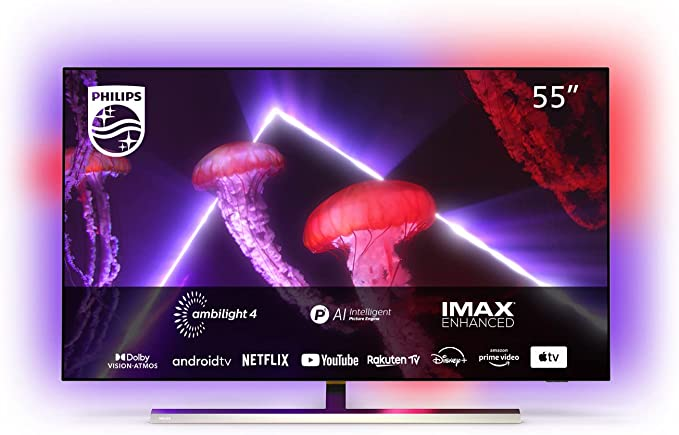 PHILIPS
55”
ambilight 4
P AI Intelligent
Picture Engine
IMAX
ENHANCED
Dolby
VISION·ATMOS
androidtv
NETFLIX
YouTube
Rakuten TV
Disney+
amazon
prime video
tv
PHILIPS